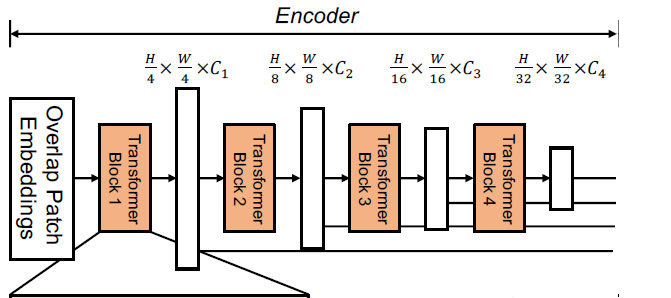 Encoder
H/4 × W/4 ×C₁
H/8 × W/8 ×C₂
H/16 × W/16 ×C₃
H/32 × W/32 ×C₄
Overlap Patch
Embeddings
Transformer
Block 1
Transformer
Block 2
Transformer
Block 3
Transformer
Block 4